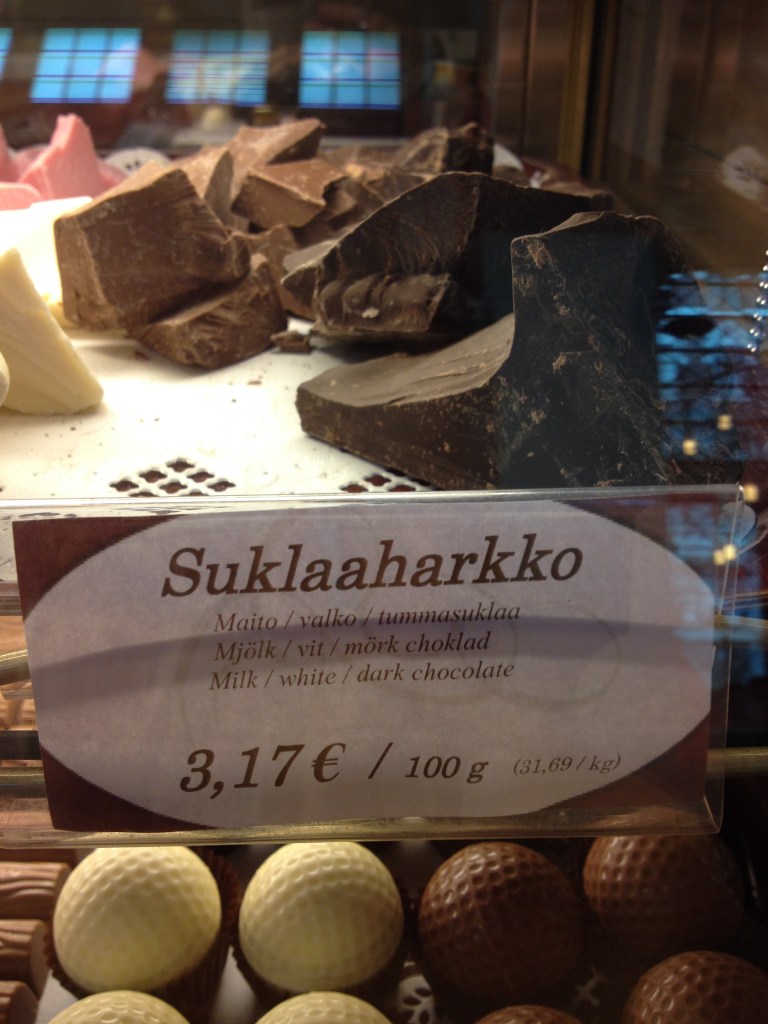 Suklaaharkko
Maito / valko / tummasuklaa
Mjölk / vit / mörk choklad
Milk / white / dark chocolate
3,17 € / 100 g (31,69 / kg)